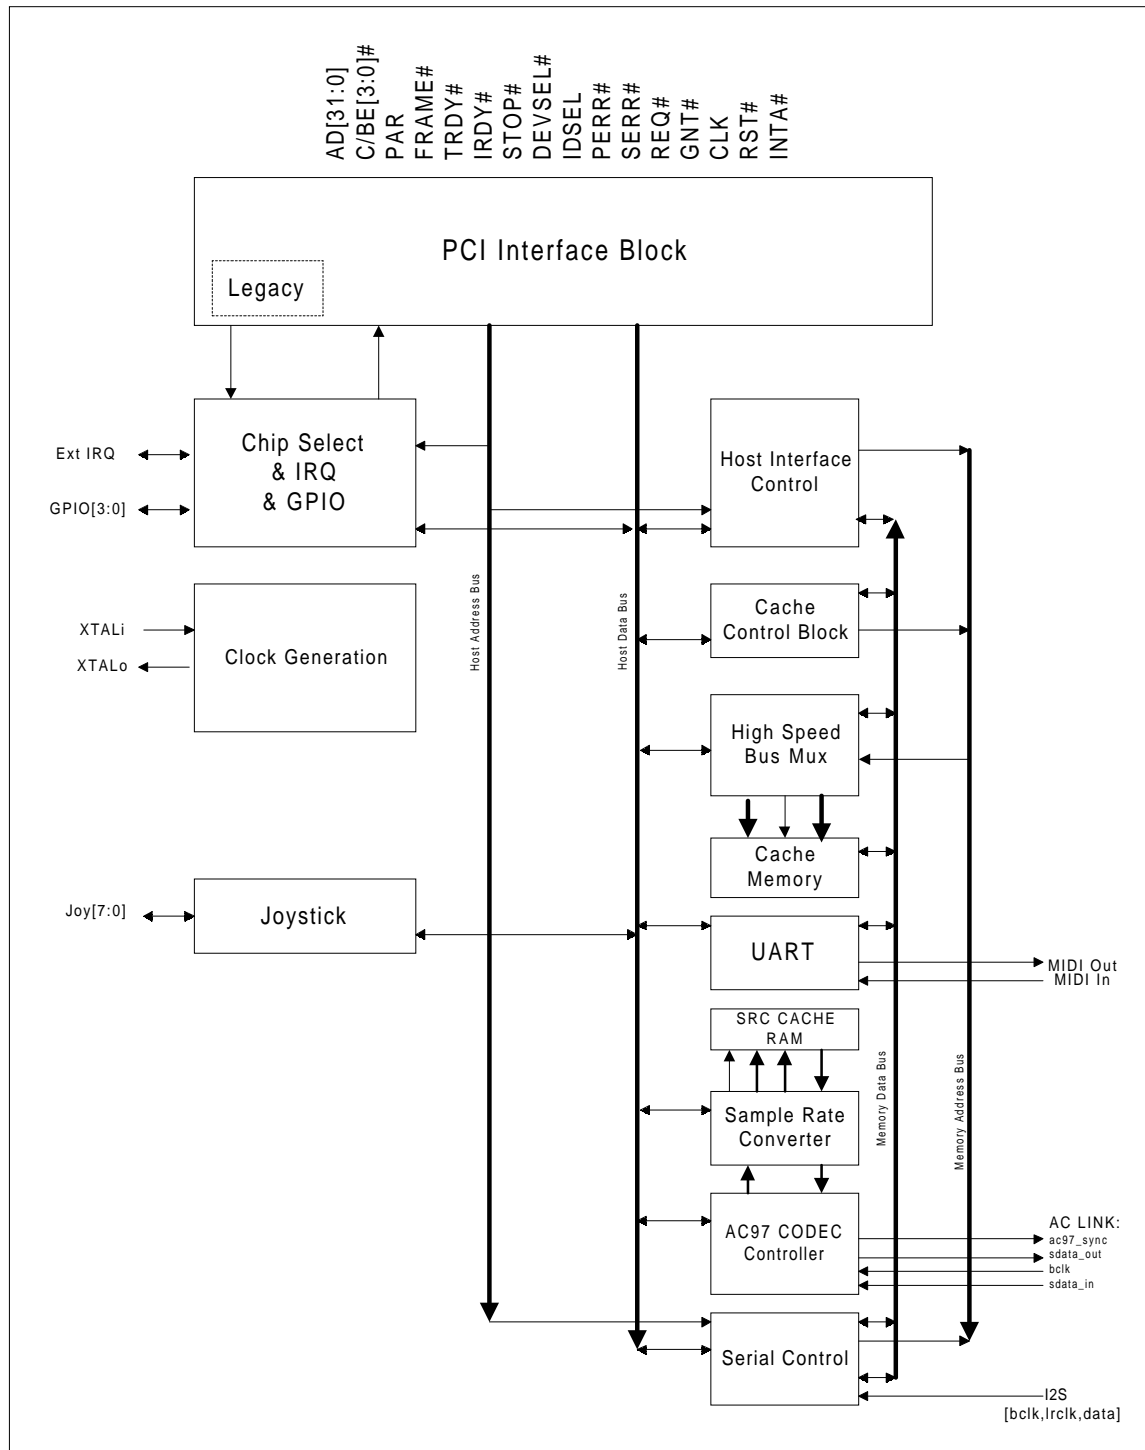 AD[31:0]
C/BE[3:0]#
PAR
FRAME#
TRDY#
IRDY#
STOP#
DEVSEL#
IDSEL
PERR#
SERR#
REQ#
GNT#
CLK
RST#
INTA#
PCI Interface Block
Legacy
Chip Select
& IRQ
& GPIO
Ext IRQ
GPIO[3:0]
Host Interface
Control
XTALi
XTALo
Clock Generation
Host Address Bus
Host Data Bus
Cache
Control Block
High Speed
Bus Mux
Cache
Memory
Joy[7:0]
Joystick
UART
MIDI Out
MIDI In
SRC CACHE
RAM
Sample Rate
Converter
Memory Data Bus
Memory Address Bus
AC97 CODEC
Controller
AC LINK:
ac97_sync
sdata_out
bclk
sdata_in
Serial Control
I2S
[bclk,lrclk,data]